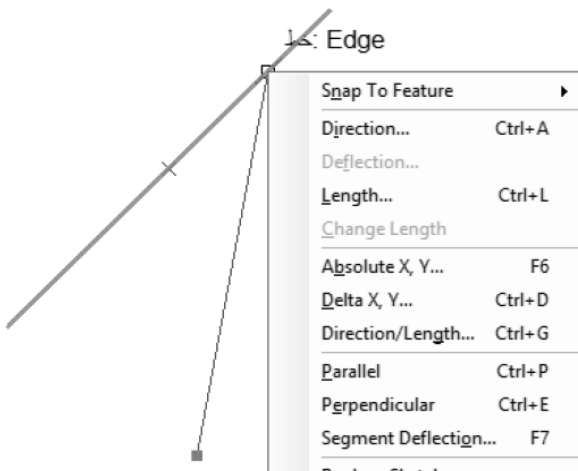 خط: Edge
Snap To Feature
Direction... Ctrl+A
Deflection...
Length... Ctrl+L
Change Length
Absolute X, Y... F6
Delta X, Y... Ctrl+D
Direction/Length... Ctrl+G
Parallel Ctrl+P
Perpendicular Ctrl+E
Segment Deflection... F7